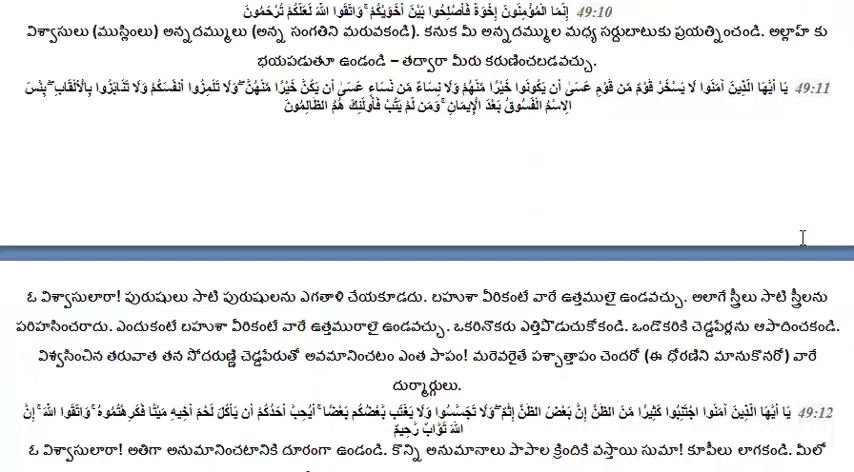 49:10 إِنَّمَا الْمُؤْمِنُونَ إِخْوَةٌ فَأَصْلِحُوا بَيْنَ أَخَوَيْكُمْ ۚ وَاتَّقُوا اللَّهَ لَعَلَّكُمْ تُرْحَمُونَ
విశ్వాసులు (ముస్లింలు) అన్నదమ్ములు (అన్న సంగతిని మరువకండి). కనుక మీ అన్నదమ్ముల మధ్య సర్దుబాటుకు ప్రయత్నించండి. అల్లాహ్ కు
భయపడుతూ ఉండండి – తద్వారా మీరు కరుణించబడవచ్చు.
49:11 يَا أَيُّهَا الَّذِينَ آمَنُوا لَا يَسْخَرْ قَوْمٌ مِّن قَوْمٍ عَسَىٰ أَن يَكُونُوا خَيْرًا مِّنْهُمْ وَلَا نِسَاءٌ مِّن نِّسَاءٍ عَسَىٰ أَن يَكُنَّ خَيْرًا مِّنْهُنَّ ۖ وَلَا تَلْمِزُوا أَنفُسَكُمْ وَلَا تَنَابَزُوا بِالْأَلْقَابِ ۖ بِئْسَ
الِاسْمُ الْفُسُوقُ بَعْدَ الْإِيمَانِ ۚ وَمَن لَّمْ يَتُبْ فَأُولَٰئِكَ هُمُ الظَّالِمُونَ
ఓ విశ్వాసులారా! పురుషులు సాటి పురుషులను ఎగతాళి చేయకూడదు. బహుశా వీరికంటే వారే ఉత్తములై ఉండవచ్చు. అలాగే స్త్రీలు సాటి స్త్రీలను
పరిహసించరాదు. ఎందుకంటే బహుశా వీరికంటే వారే ఉత్తమురాలై ఉండవచ్చు. ఒకరినొకరు ఎత్తిపొడుచుకోకండి. ఒండొకరికి చెడ్డపేర్లను ఆపాదించకండి.
విశ్వసించిన తరువాత తన సోదరుణ్ణి చెడ్డపేరుతో అవమానించటం ఎంత పాపం! మరెవరైతే పశ్చాత్తాపం చెందరో (ఈ ధోరణిని మానుకొనరో) వారే
దుర్మార్గులు.
49:12 يَا أَيُّهَا الَّذِينَ آمَنُوا اجْتَنِبُوا كَثِيرًا مِّنَ الظَّنِّ إِنَّ بَعْضَ الظَّنِّ إِثْمٌ ۖ وَلَا تَجَسَّسُوا وَلَا يَغْتَب بَّعْضُكُم بَعْضًا ۚ أَيُحِبُّ أَحَدُكُمْ أَن يَأْكُلَ لَحْمَ أَخِيهِ مَيْتًا فَكَرِهْتُمُوهُ ۚ وَاتَّقُوا اللَّهَ ۚ إِنَّ
اللَّهَ تَوَّابٌ رَّحِيمٌ
ఓ విశ్వాసులారా! అతిగా అనుమానించటానికి దూరంగా ఉండండి. కొన్ని అనుమానాలు పాపాల క్రిందికి వస్తాయి సుమా! కూపీలు లాగకండి. మీలో